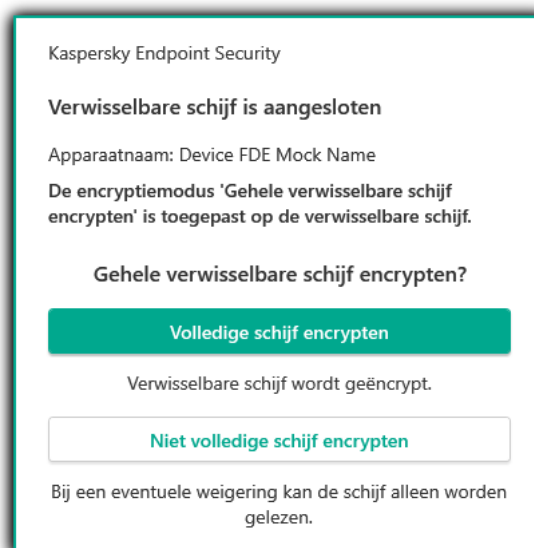 Kaspersky Endpoint Security
Verwisselbare schijf is aangesloten
Apparaatnaam: Device FDE Mock Name
De encryptiemodus 'Gehele verwisselbare schijf
encrypten' is toegepast op de verwisselbare schijf.
Gehele verwisselbare schijf encrypten?
Volledige schijf encrypten
Verwisselbare schijf wordt geëncrypt.
Niet volledige schijf encrypten
Bij een eventuele weigering kan de schijf alleen worden
gelezen.